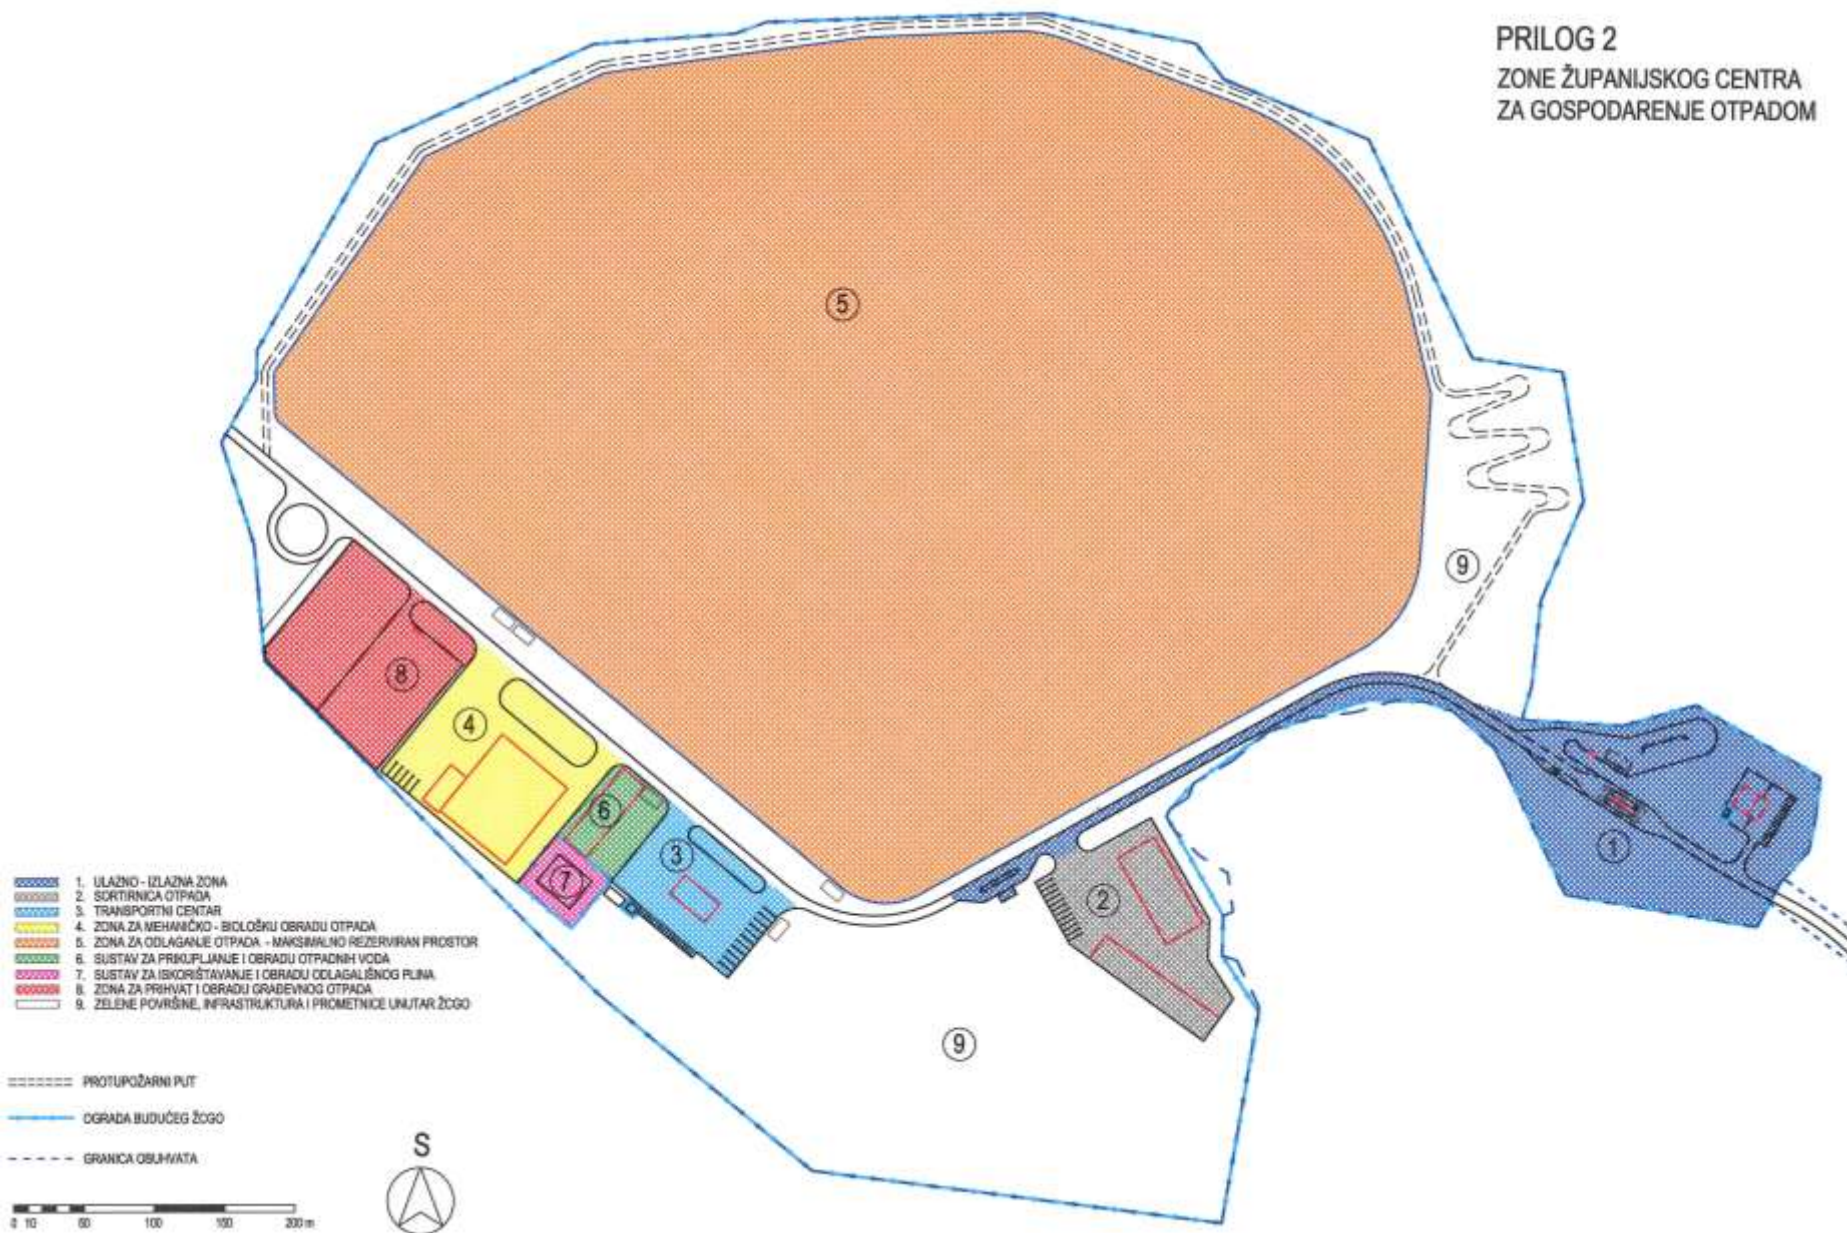 PRILOG 2
ZONE ŽUPANIJSKOG CENTRA
ZA GOSPODARENJE OTPADOM
5
9
8
4
6
3
7
2
1
9
1. ULAZNO - IZLAZNA ZONA
2. SORTIRNICA OTPADA
3. TRANSPORTNI CENTAR
4. ZONA ZA MEHANIČKO - BIOLOŠKU OBRADU OTPADA
5. ZONA ZA ODLAGANJE OTPADA - MAKSIMALNO REZERVIRAN PROSTOR
6. SUSTAV ZA PRIKUPLJANJE I OBRADU OTPADNIH VODA
7. SUSTAV ZA ISKORIŠTAVANJE I OBRADU ODLAGALIŠNOG PLINA
8. ZONA ZA PRIHVAT I OBRADU GRAĐEVNOG OTPADA
9. ZELENE POVRŠINE, INFRASTRUKTURA I PROMETNICE UNUTAR ŽCGO
PROTUPOŽARNI PUT
OGRADA BUDUĆEG ŽCGO
GRANICA OBUHVATA
S
0 10 50 100 150 200 m